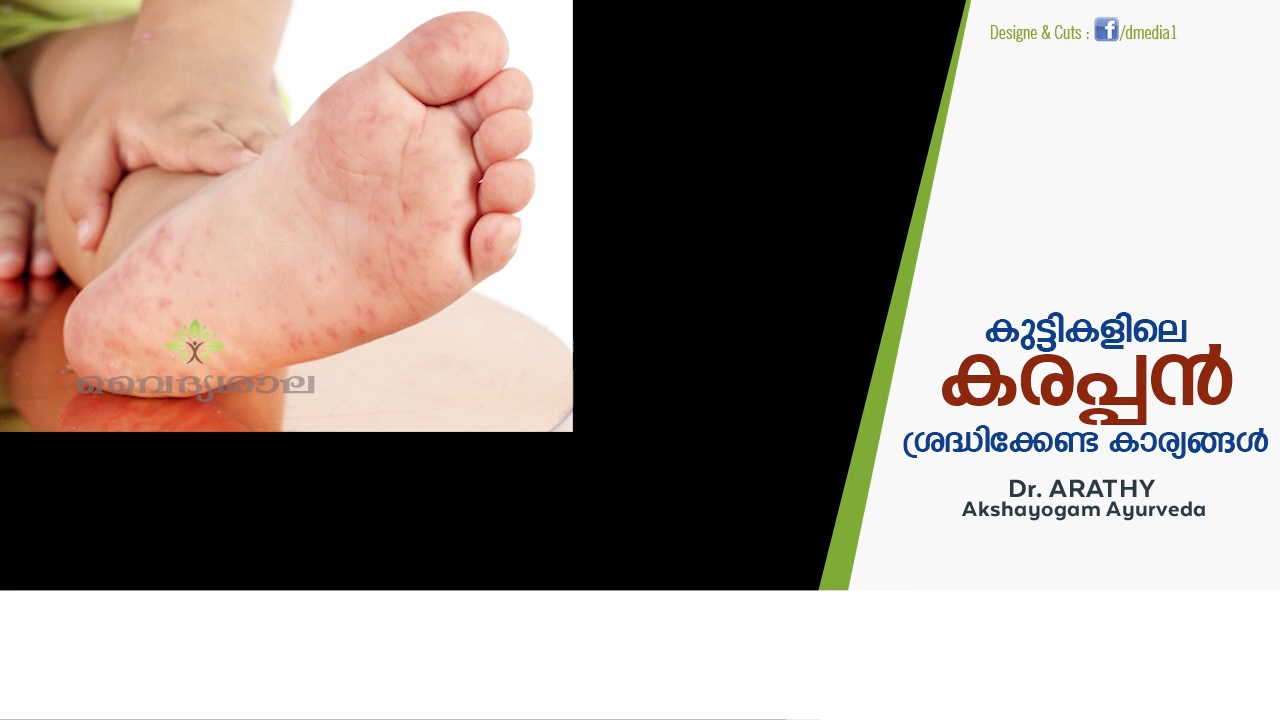 Designe & Cuts : f/dmedia1
കുട്ടികളിലെ
കരപ്പൻ
ശ്രദ്ധിക്കേണ്ട കാര്യങ്ങൾ
Dr. ARATHY
Akshayogam Ayurveda
വൈദ്യശാല